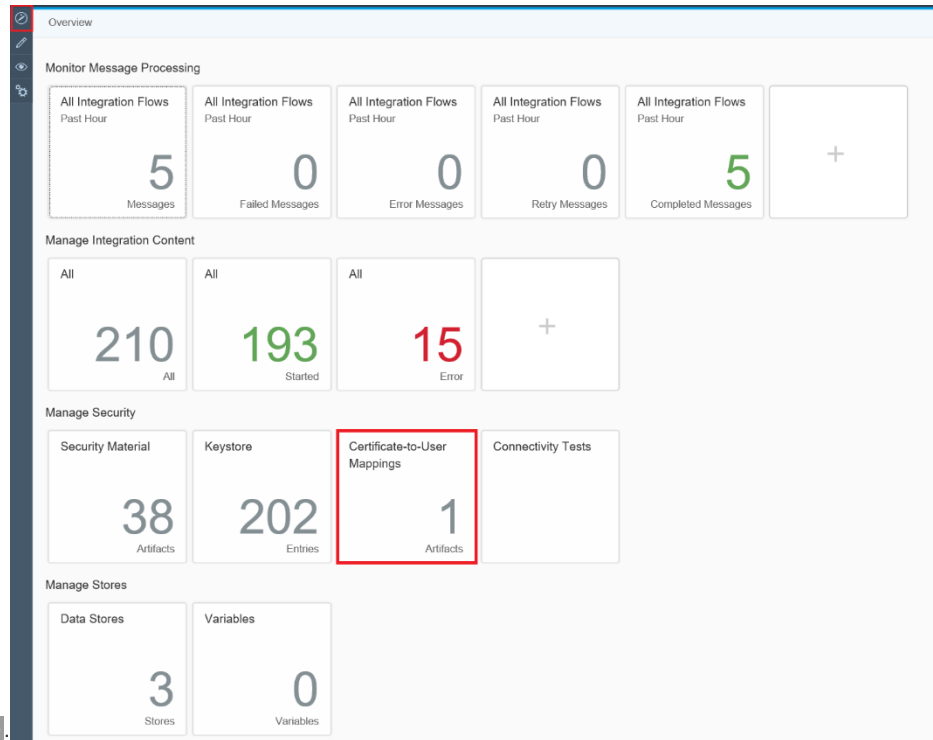 Overview
Monitor Message Processing
All Integration Flows
Past Hour
5
Messages
All Integration Flows
Past Hour
0
Failed Messages
All Integration Flows
Past Hour
0
Error Messages
All Integration Flows
Past Hour
0
Retry Messages
All Integration Flows
Past Hour
5
Completed Messages
+
Manage Integration Content
All
210
All
All
193
Started
All
15
Error
+
Manage Security
Security Material
38
Artifacts
Keystore
202
Entries
Certificate-to-User
Mappings
1
Artifacts
Connectivity Tests
Manage Stores
Data Stores
3
Stores
Variables
0
Variables
.